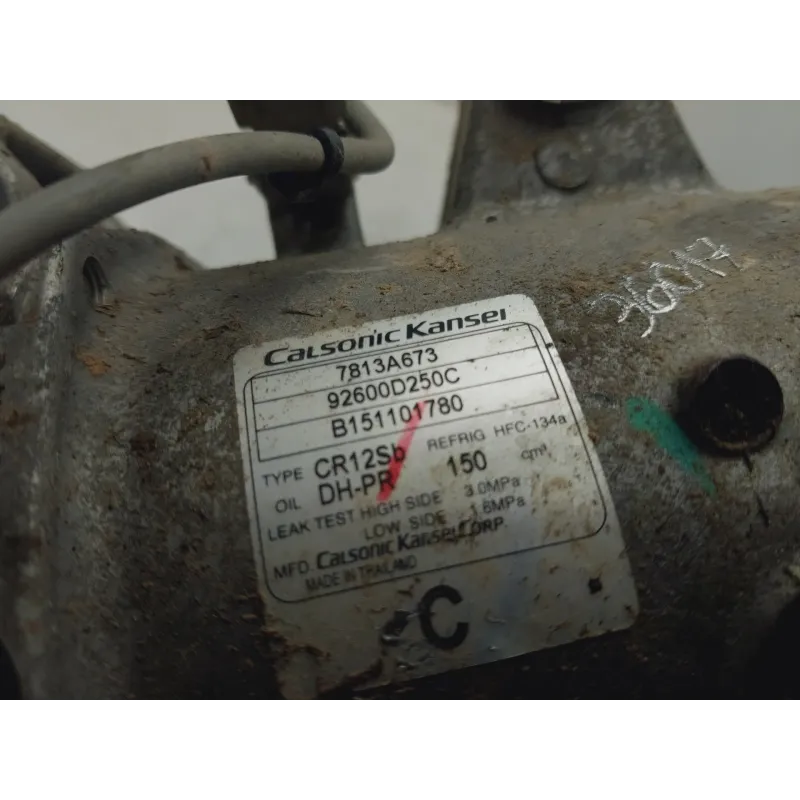 Calsonic Kansei
7813A673
92600D250C
B151101780
TYPE CR12Sb REFRIG HFC-134a
OIL DH-PR 150 cm³
LEAK TEST HIGH SIDE 3.0MPa
LOW SIDE 1.6MPa
MFD. Calsonic Kansei CORP.
MADE IN THAILAND
C